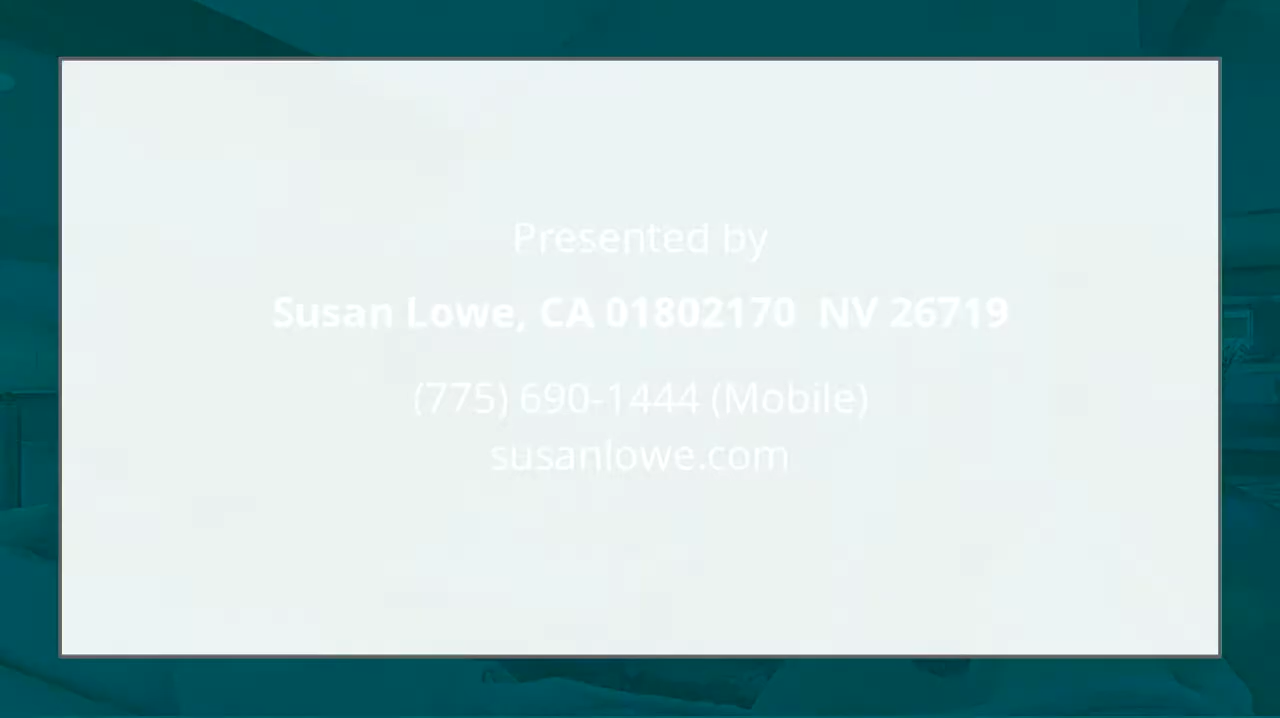 Presented by
Susan Lowe, CA 01802170  NV 26719
(775) 690-1444 (Mobile)
susanlowe.com